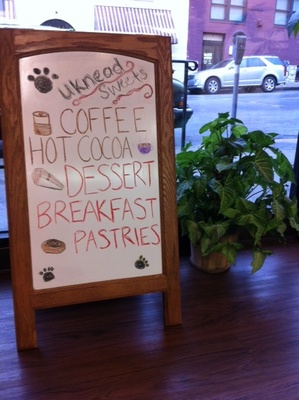 uknead
Sweets
COFFEE
HOT COCOA
DESSERT
BREAKFAST
PASTRIES